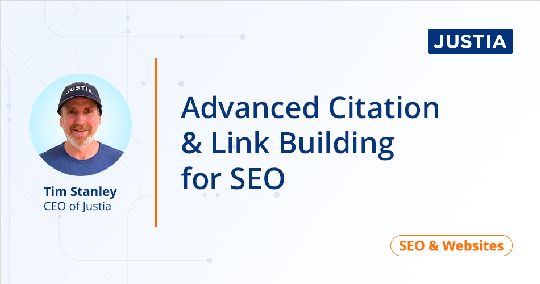 JUSTIA
JUSTIA
Advanced Citation
& Link Building
for SEO
Tim Stanley
CEO of Justia
SEO & Websites